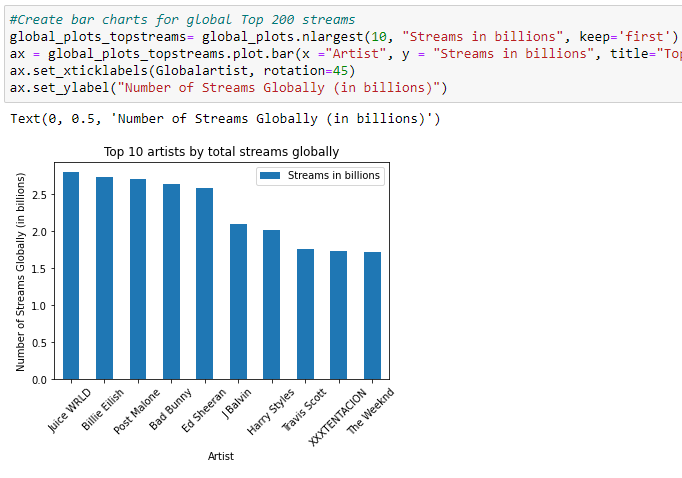 #Create bar charts for global Top 200 streams
global_plots_topstreams= global_plots.nlargest(10, "Streams in billions", keep='first')
ax = global_plots_topstreams.plot.bar(x ="Artist", y = "Streams in billions", title="Top
ax.set_xticklabels(Globalartist, rotation=45)
ax.set_ylabel("Number of Streams Globally (in billions)")
Text(0, 0.5, 'Number of Streams Globally (in billions)')
Top 10 artists by total streams globally
Streams in billions
Number of Streams Globally (in billions)
2.5
2.0
1.5
1.0
0.5
0.0
Juice WRLD
Billie Eilish
Post Malone
Bad Bunny
Ed Sheeran
J Balvin
Harry Styles
Travis Scott
XXXTENTACION
The Weeknd
Artist